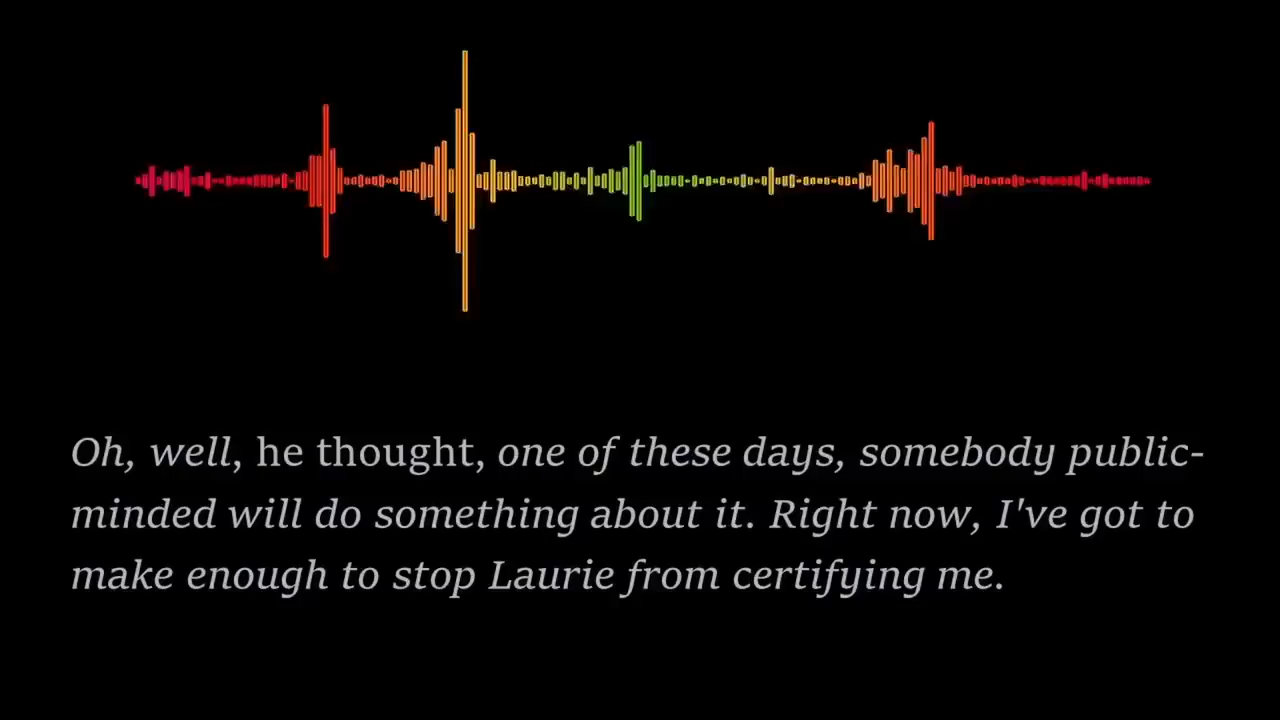 Oh, well, he thought, one of these days, somebody public-
minded will do something about it. Right now, I've got to
make enough to stop Laurie from certifying me.